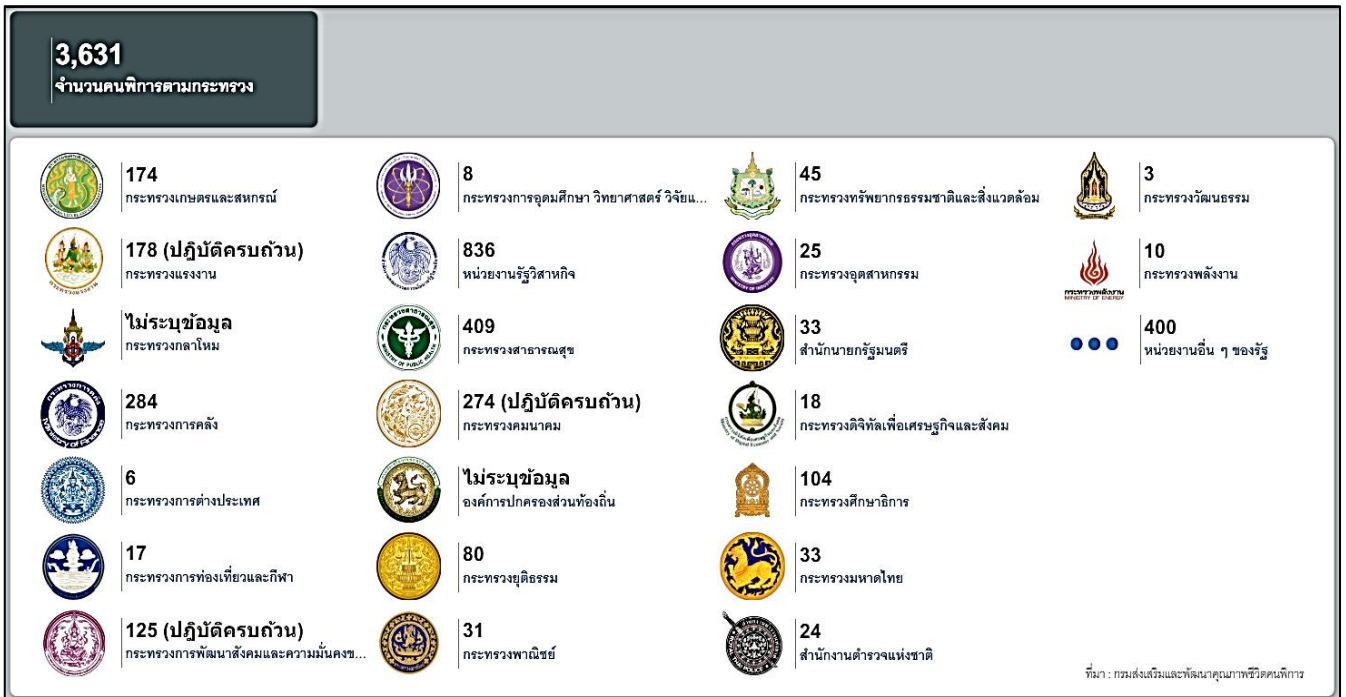 3,631
จำนวนคนพิการตามกระทรวง
174
กระทรวงเกษตรและสหกรณ์
178 (ปฏิบัติครบถ้วน)
กระทรวงแรงงาน
ไม่ระบุข้อมูล
กระทรวงกลาโหม
284
กระทรวงการคลัง
6
กระทรวงการต่างประเทศ
17
กระทรวงการท่องเที่ยวและกีฬา
125 (ปฏิบัติครบถ้วน)
กระทรวงการพัฒนาสังคมและความมั่นคงข...
8
กระทรวงการอุดมศึกษา วิทยาศาสตร์ วิจัยแ...
836
หน่วยงานรัฐวิสาหกิจ
409
กระทรวงสาธารณสุข
274 (ปฏิบัติครบถ้วน)
กระทรวงคมนาคม
ไม่ระบุข้อมูล
องค์การปกครองส่วนท้องถิ่น
80
กระทรวงยุติธรรม
31
กระทรวงพาณิชย์
45
กระทรวงทรัพยากรธรรมชาติและสิ่งแวดล้อม
25
กระทรวงอุตสาหกรรม
33
สำนักนายกรัฐมนตรี
18
กระทรวงดิจิทัลเพื่อเศรษฐกิจและสังคม
104
กระทรวงศึกษาธิการ
33
กระทรวงมหาดไทย
24
สำนักงานตำรวจแห่งชาติ
3
กระทรวงวัฒนธรรม
กระทรวงพลังงาน
MINISTRY OF ENERGY
10
กระทรวงพลังงาน
400
หน่วยงานอื่น ๆ ของรัฐ
ที่มา : กรมส่งเสริมและพัฒนาคุณภาพชีวิตคนพิการ